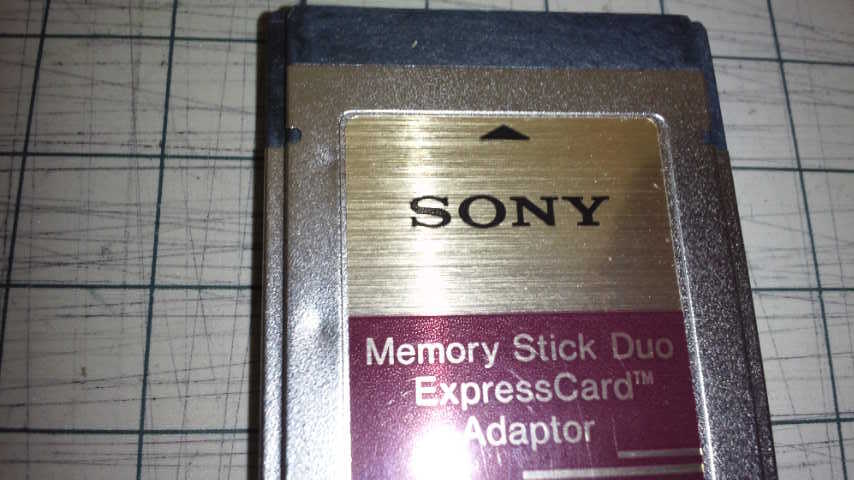 SONY
Memory Stick Duo
ExpressCard™
Adaptor